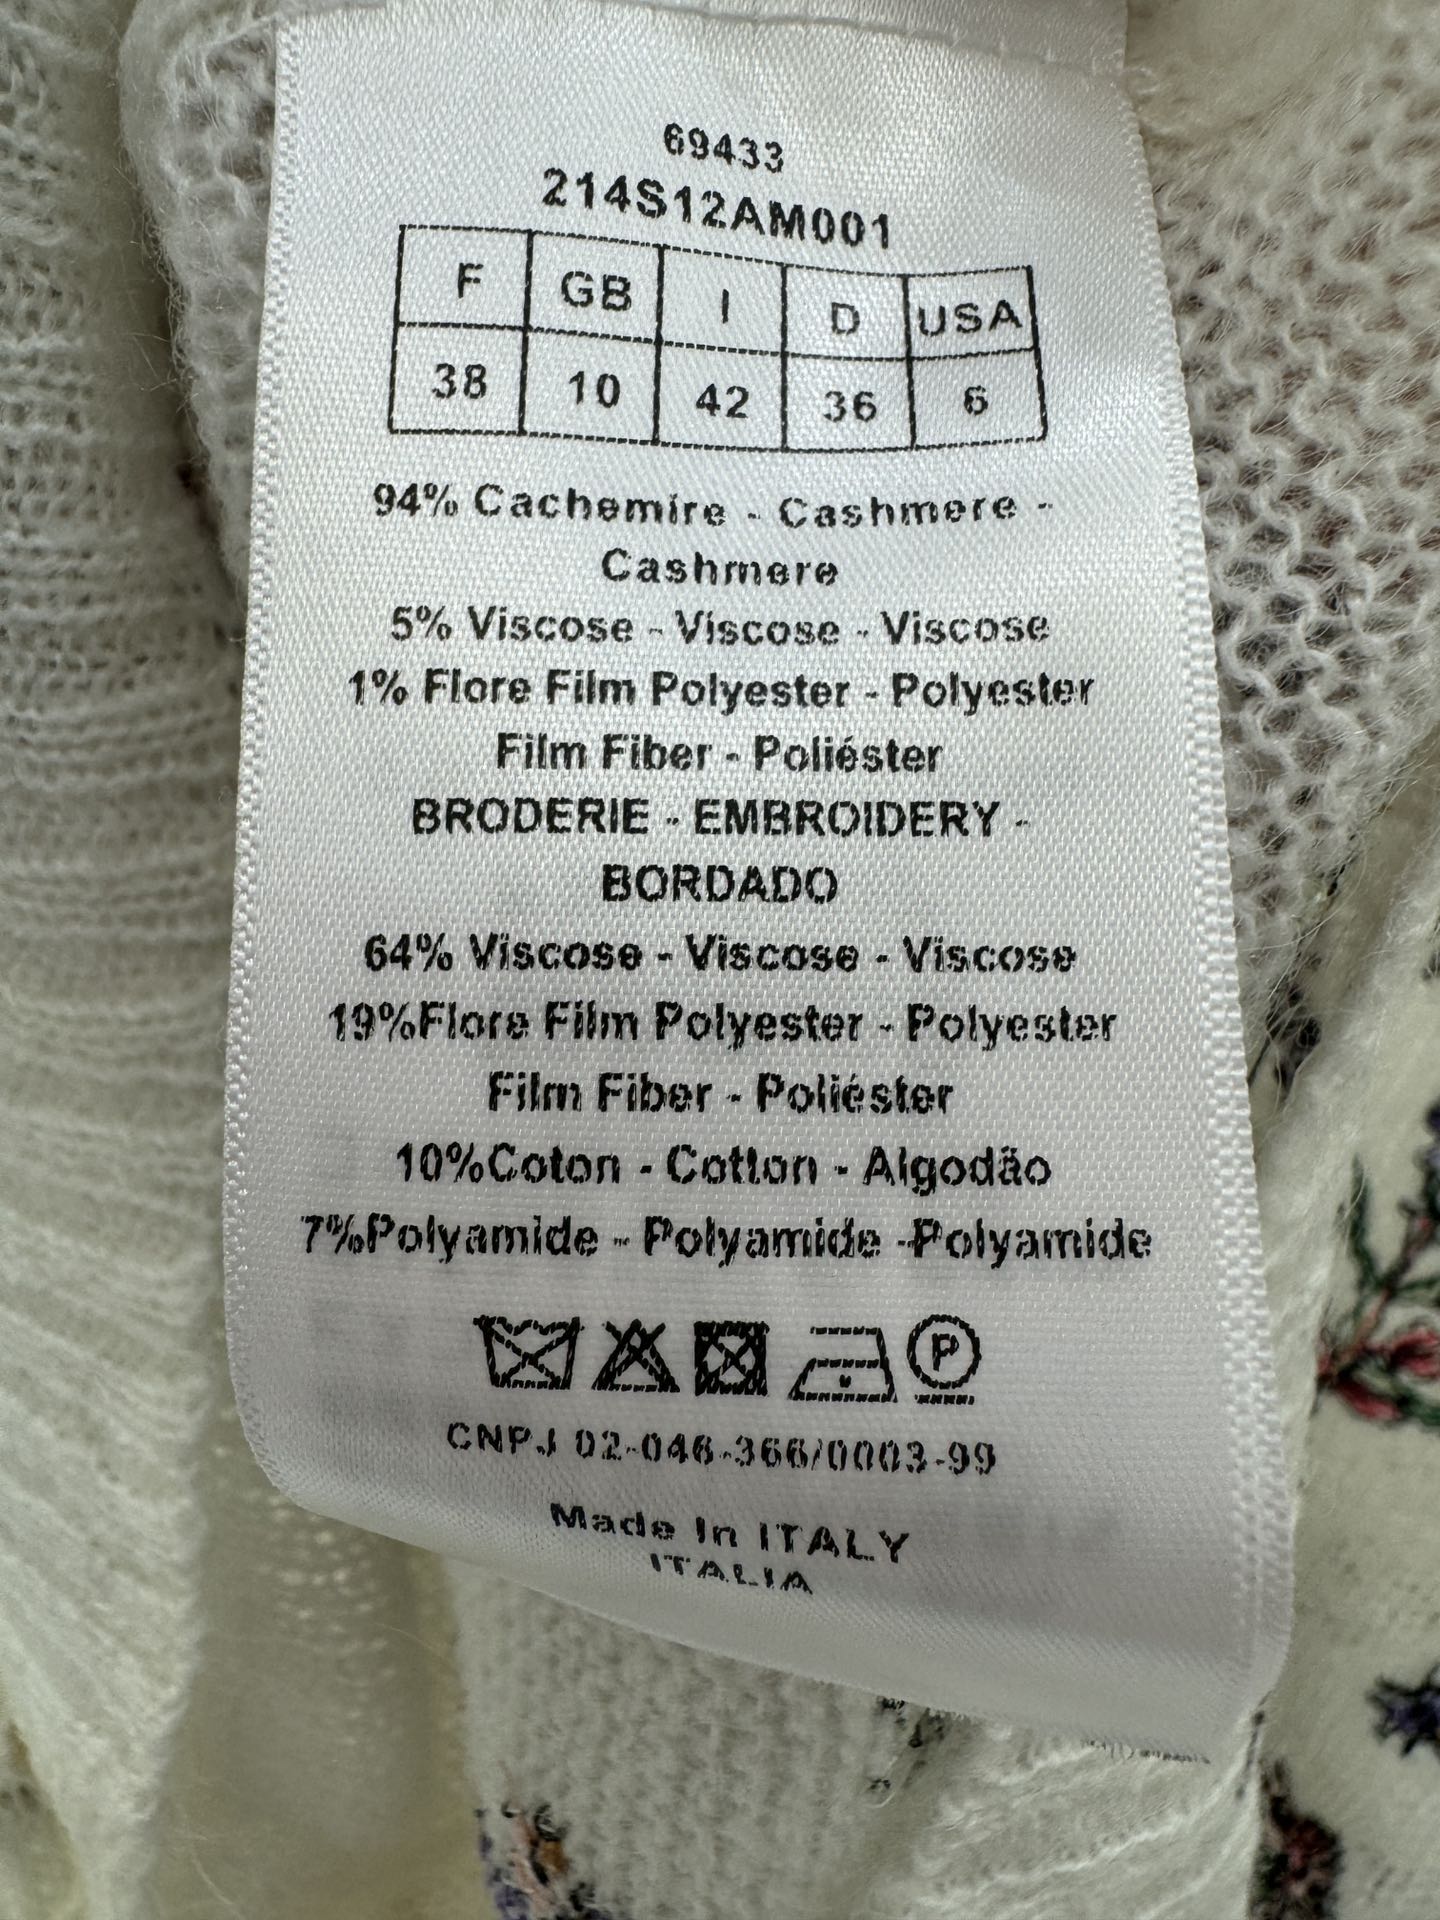 69433
214S12AM001
F GB I D USA
38 10 42 36 6
94% Cachemire - Cashmere -
Cashmere
5% Viscose - Viscose - Viscose
1% Flore Film Polyester - Polyester
Film Fiber - Poliéster
BRODERIE - EMBROIDERY -
BORDADO
64% Viscose - Viscose - Viscose
19%Flore Film Polyester - Polyester
Film Fiber - Poliéster
10%Coton - Cotton - Algodão
7%Polyamide - Polyamide -Polyamide
P
CNPJ 02-046-366/0003-99
Made In ITALY
ITALIA